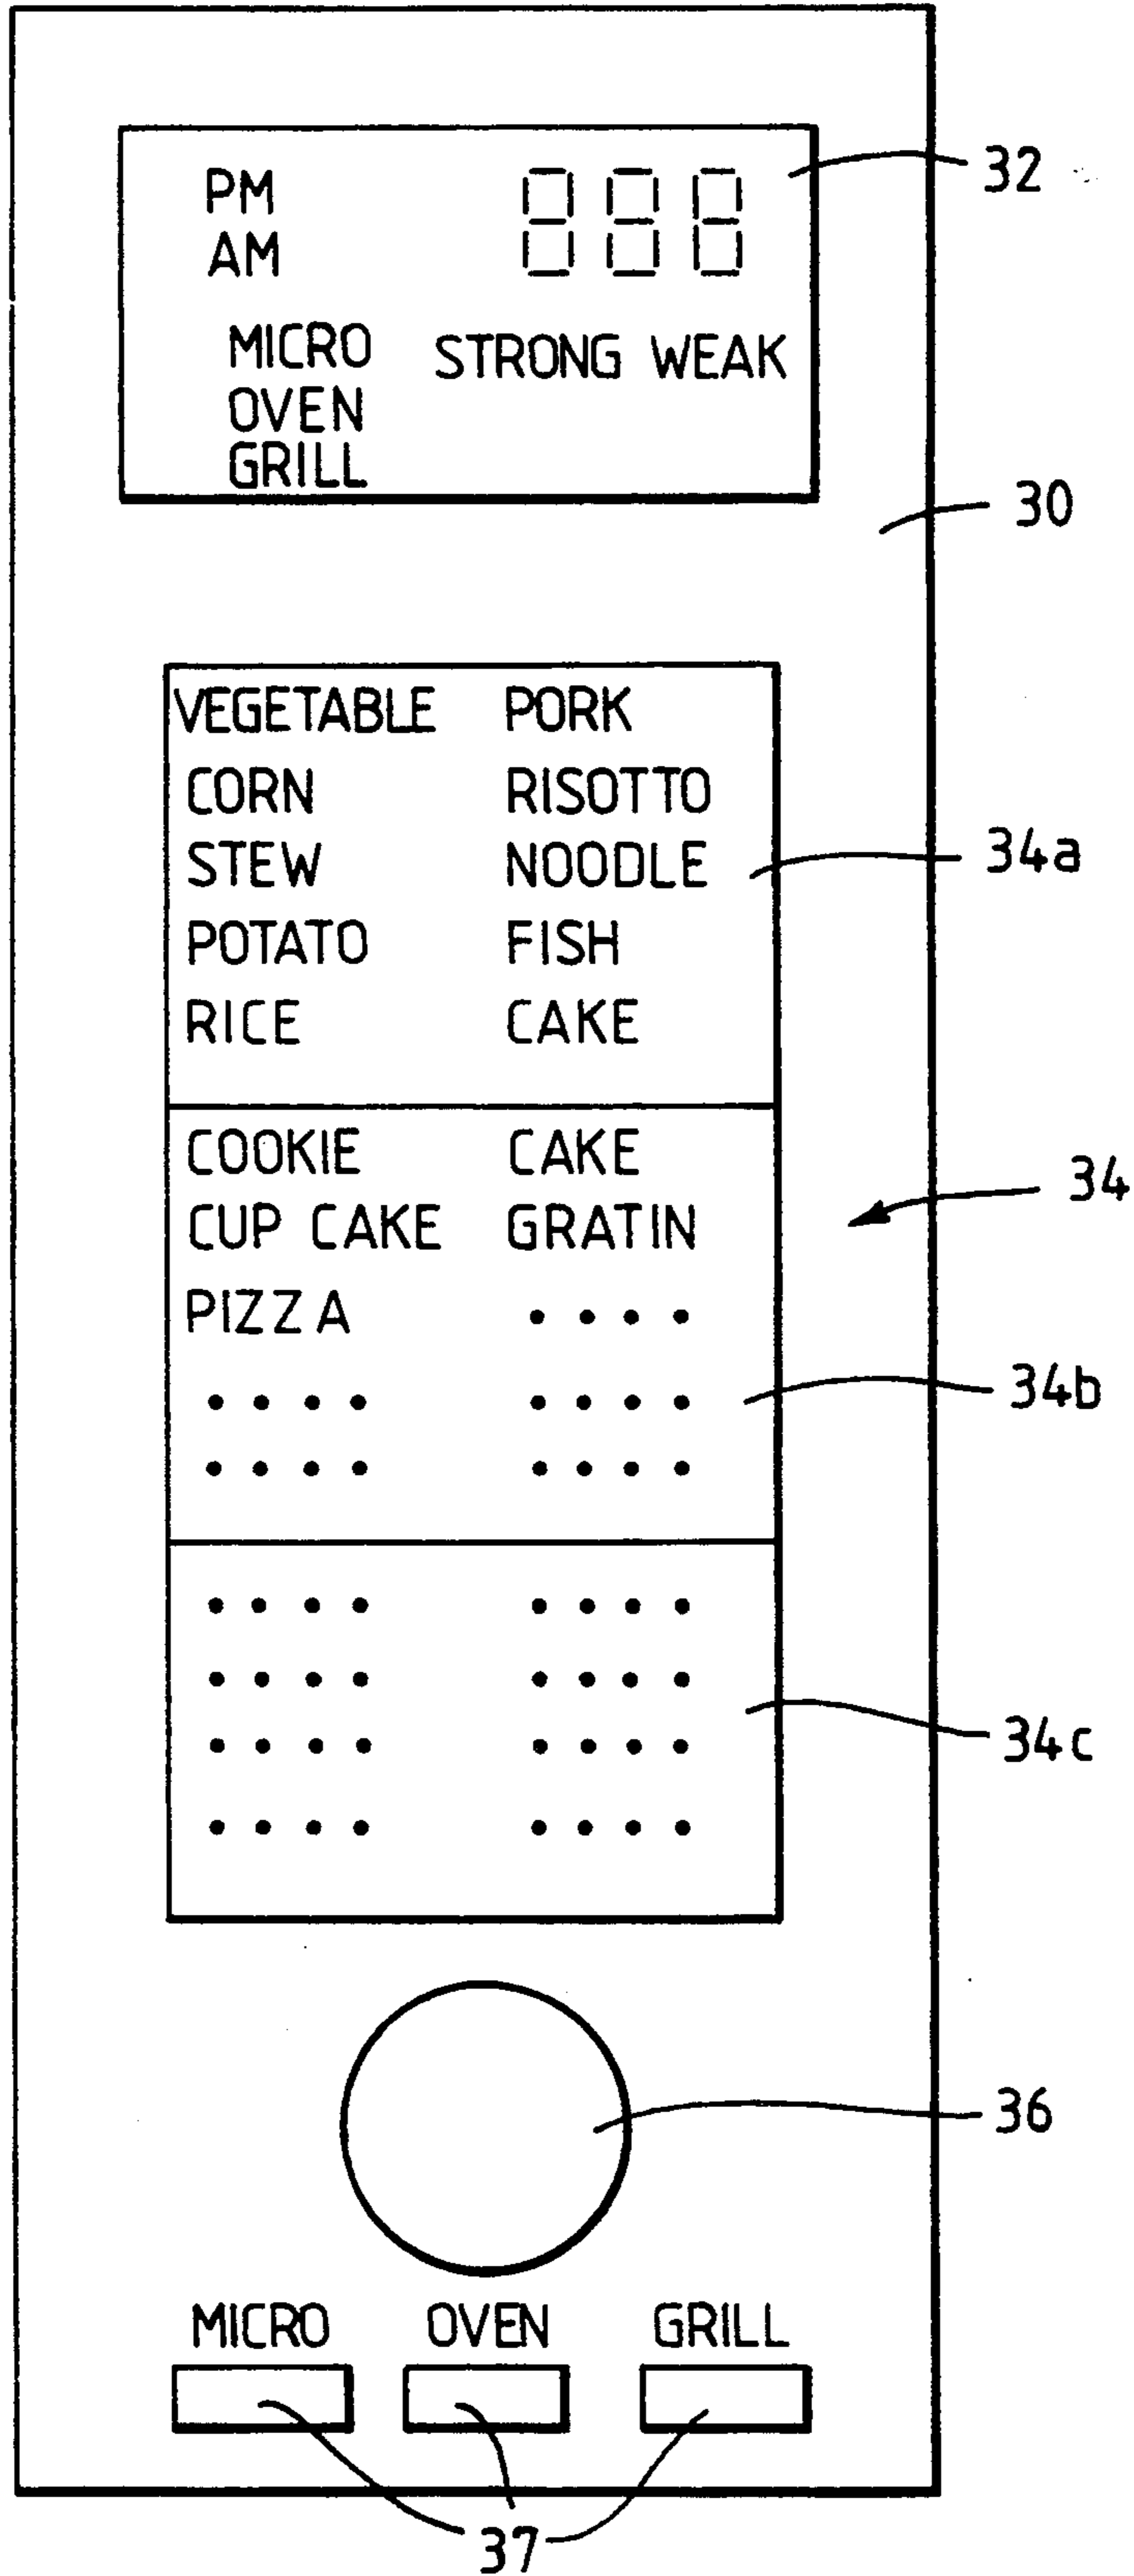 PM 888 32
AM
MICRO STRONG WEAK
OVEN
GRILL
30
VEGETABLE PORK
CORN RISOTTO
STEW NOODLE 34a
POTATO FISH
RICE CAKE
COOKIE CAKE
34
CUP CAKE GRATIN
PIZZA ....
.... .... 34b
.... ....
.... ....
.... ....
34c
.... ....
.... ....
36
MICRO OVEN GRILL
37